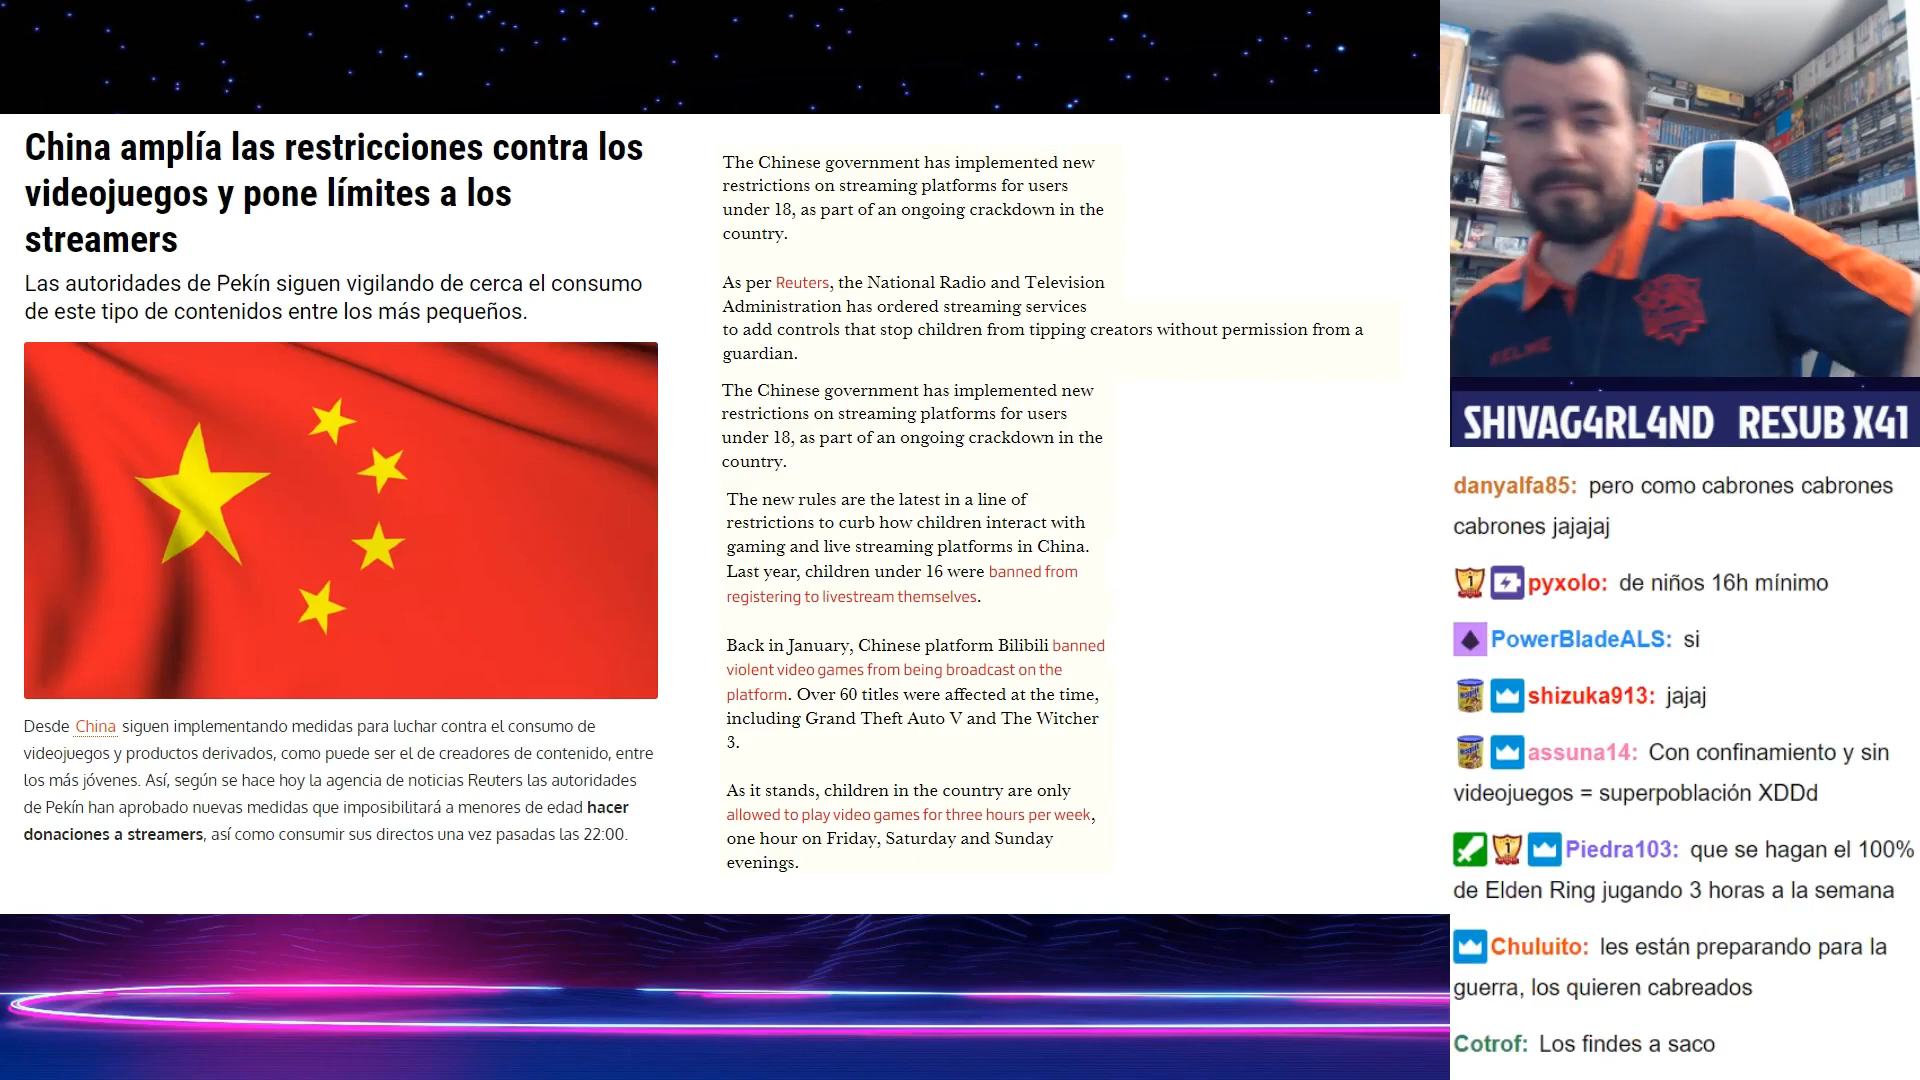 China amplía las restricciones contra los
videojuegos y pone límites a los
streamers
Las autoridades de Pekín siguen vigilando de cerca el consumo
de este tipo de contenidos entre los más pequeños.
Desde China siguen implementando medidas para luchar contra el consumo de
videojuegos y productos derivados, como puede ser el de creadores de contenido, entre
los más jóvenes. Así, según se hace hoy la agencia de noticias Reuters las autoridades
de Pekín han aprobado nuevas medidas que imposibilitará a menores de edad hacer
donaciones a streamers, así como consumir sus directos una vez pasadas las 22:00.
The Chinese government has implemented new
restrictions on streaming platforms for users
under 18, as part of an ongoing crackdown in the
country.
As per Reuters, the National Radio and Television
Administration has ordered streaming services
to add controls that stop children from tipping creators without permission from a
guardian.
The Chinese government has implemented new
restrictions on streaming platforms for users
under 18, as part of an ongoing crackdown in the
country.
The new rules are the latest in a line of
restrictions to curb how children interact with
gaming and live streaming platforms in China.
Last year, children under 16 were banned from
registering to livestream themselves.
Back in January, Chinese platform Bilibili banned
violent video games from being broadcast on the
platform. Over 60 titles were affected at the time,
including Grand Theft Auto V and The Witcher
3.
As it stands, children in the country are only
allowed to play video games for three hours per week,
one hour on Friday, Saturday and Sunday
evenings.
KELME
SHIVAG4RL4ND RESUB X41
danyalfa85: pero como cabrones cabrones
cabrones jajajaj
pyxolo: de niños 16h mínimo
PowerBladeALS: si
shizuka913: jajaj
assuna14: Con confinamiento y sin
videojuegos = superpoblación XDDd
Piedra103: que se hagan el 100%
de Elden Ring jugando 3 horas a la semana
Chuluito: les están preparando para la
guerra, los quieren cabreados
Cotrof: Los findes a saco